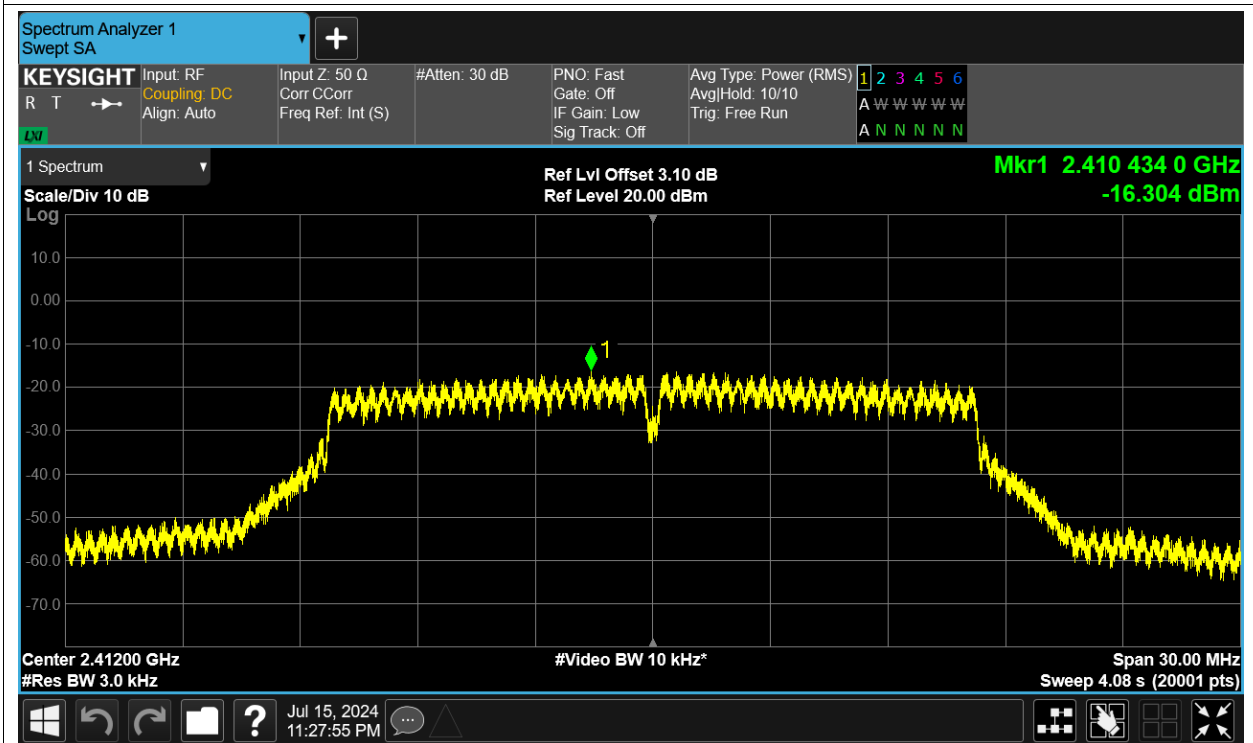 Spectrum Analyzer 1
Swept SA
KEYSIGHT
R T
LXI
Input: RF
Coupling: DC
Align: Auto
Input Z: 50 Ω
Corr CCorr
Freq Ref: Int (S)
#Atten: 30 dB
PNO: Fast
Gate: Off
IF Gain: Low
Sig Track: Off
Avg Type: Power (RMS)
Avg|Hold: 10/10
Trig: Free Run
1 2 3 4 5 6
A W W W W W
A N N N N N
1 Spectrum
Scale/Div 10 dB
Ref Lvl Offset 3.10 dB
Ref Level 20.00 dBm
Mkr1 2.410 434 0 GHz
-16.304 dBm
Log
10.0
0.00
-10.0
-20.0
-30.0
-40.0
-50.0
-60.0
-70.0
1
Center 2.41200 GHz
#Res BW 3.0 kHz
#Video BW 10 kHz*
Span 30.00 MHz
Sweep 4.08 s (20001 pts)
?
Jul 15, 2024
11:27:55 PM